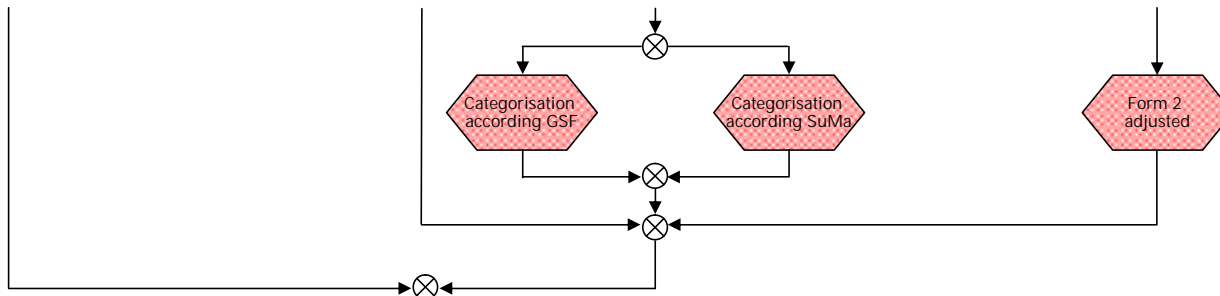 Categorisation
according GSF
Categorisation
according SuMa
Form 2
adjusted